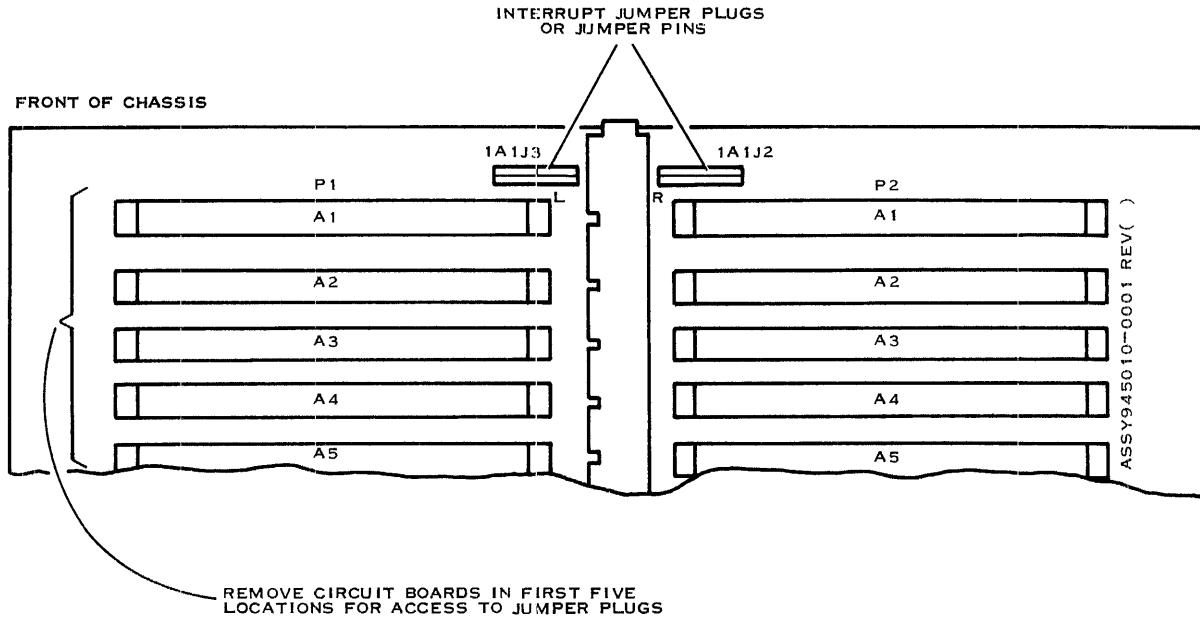 INTERRUPT JUMPER PLUGS
OR JUMPER PINS
FRONT OF CHASSIS
1A1J3
1A1J2
P1
L
R
P2
A1
A1
A2
A2
A3
A3
A4
A4
A5
A5
ASSY945010-0001 REV( )
REMOVE CIRCUIT BOARDS IN FIRST FIVE
LOCATIONS FOR ACCESS TO JUMPER PLUGS